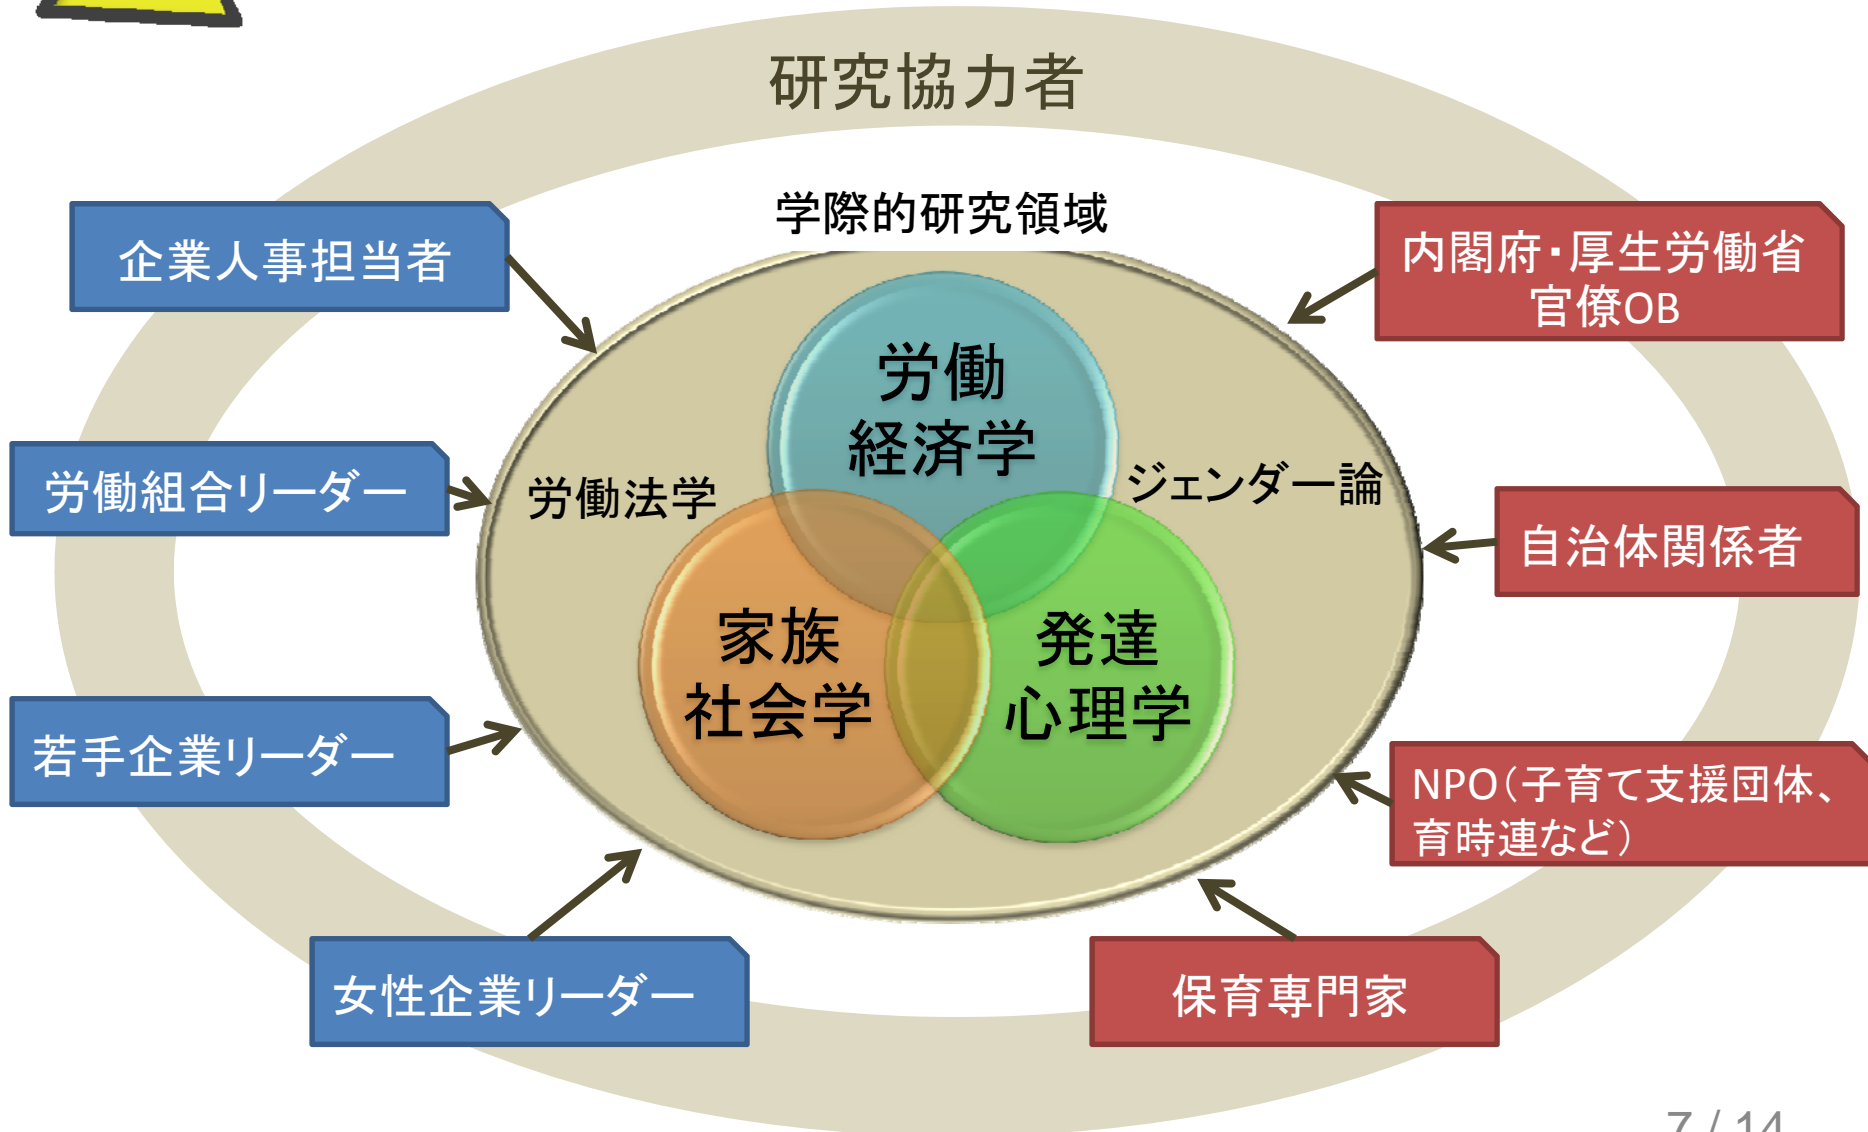 研究協力者
学際的研究領域
企業人事担当者
内閣府・厚生労働省
官僚OB
労働
経済学
労働組合リーダー
労働法学
ジェンダー論
自治体関係者
家族
社会学
発達
心理学
若手企業リーダー
NPO(子育て支援団体、
育時連など)
女性企業リーダー
保育専門家
7 / 14